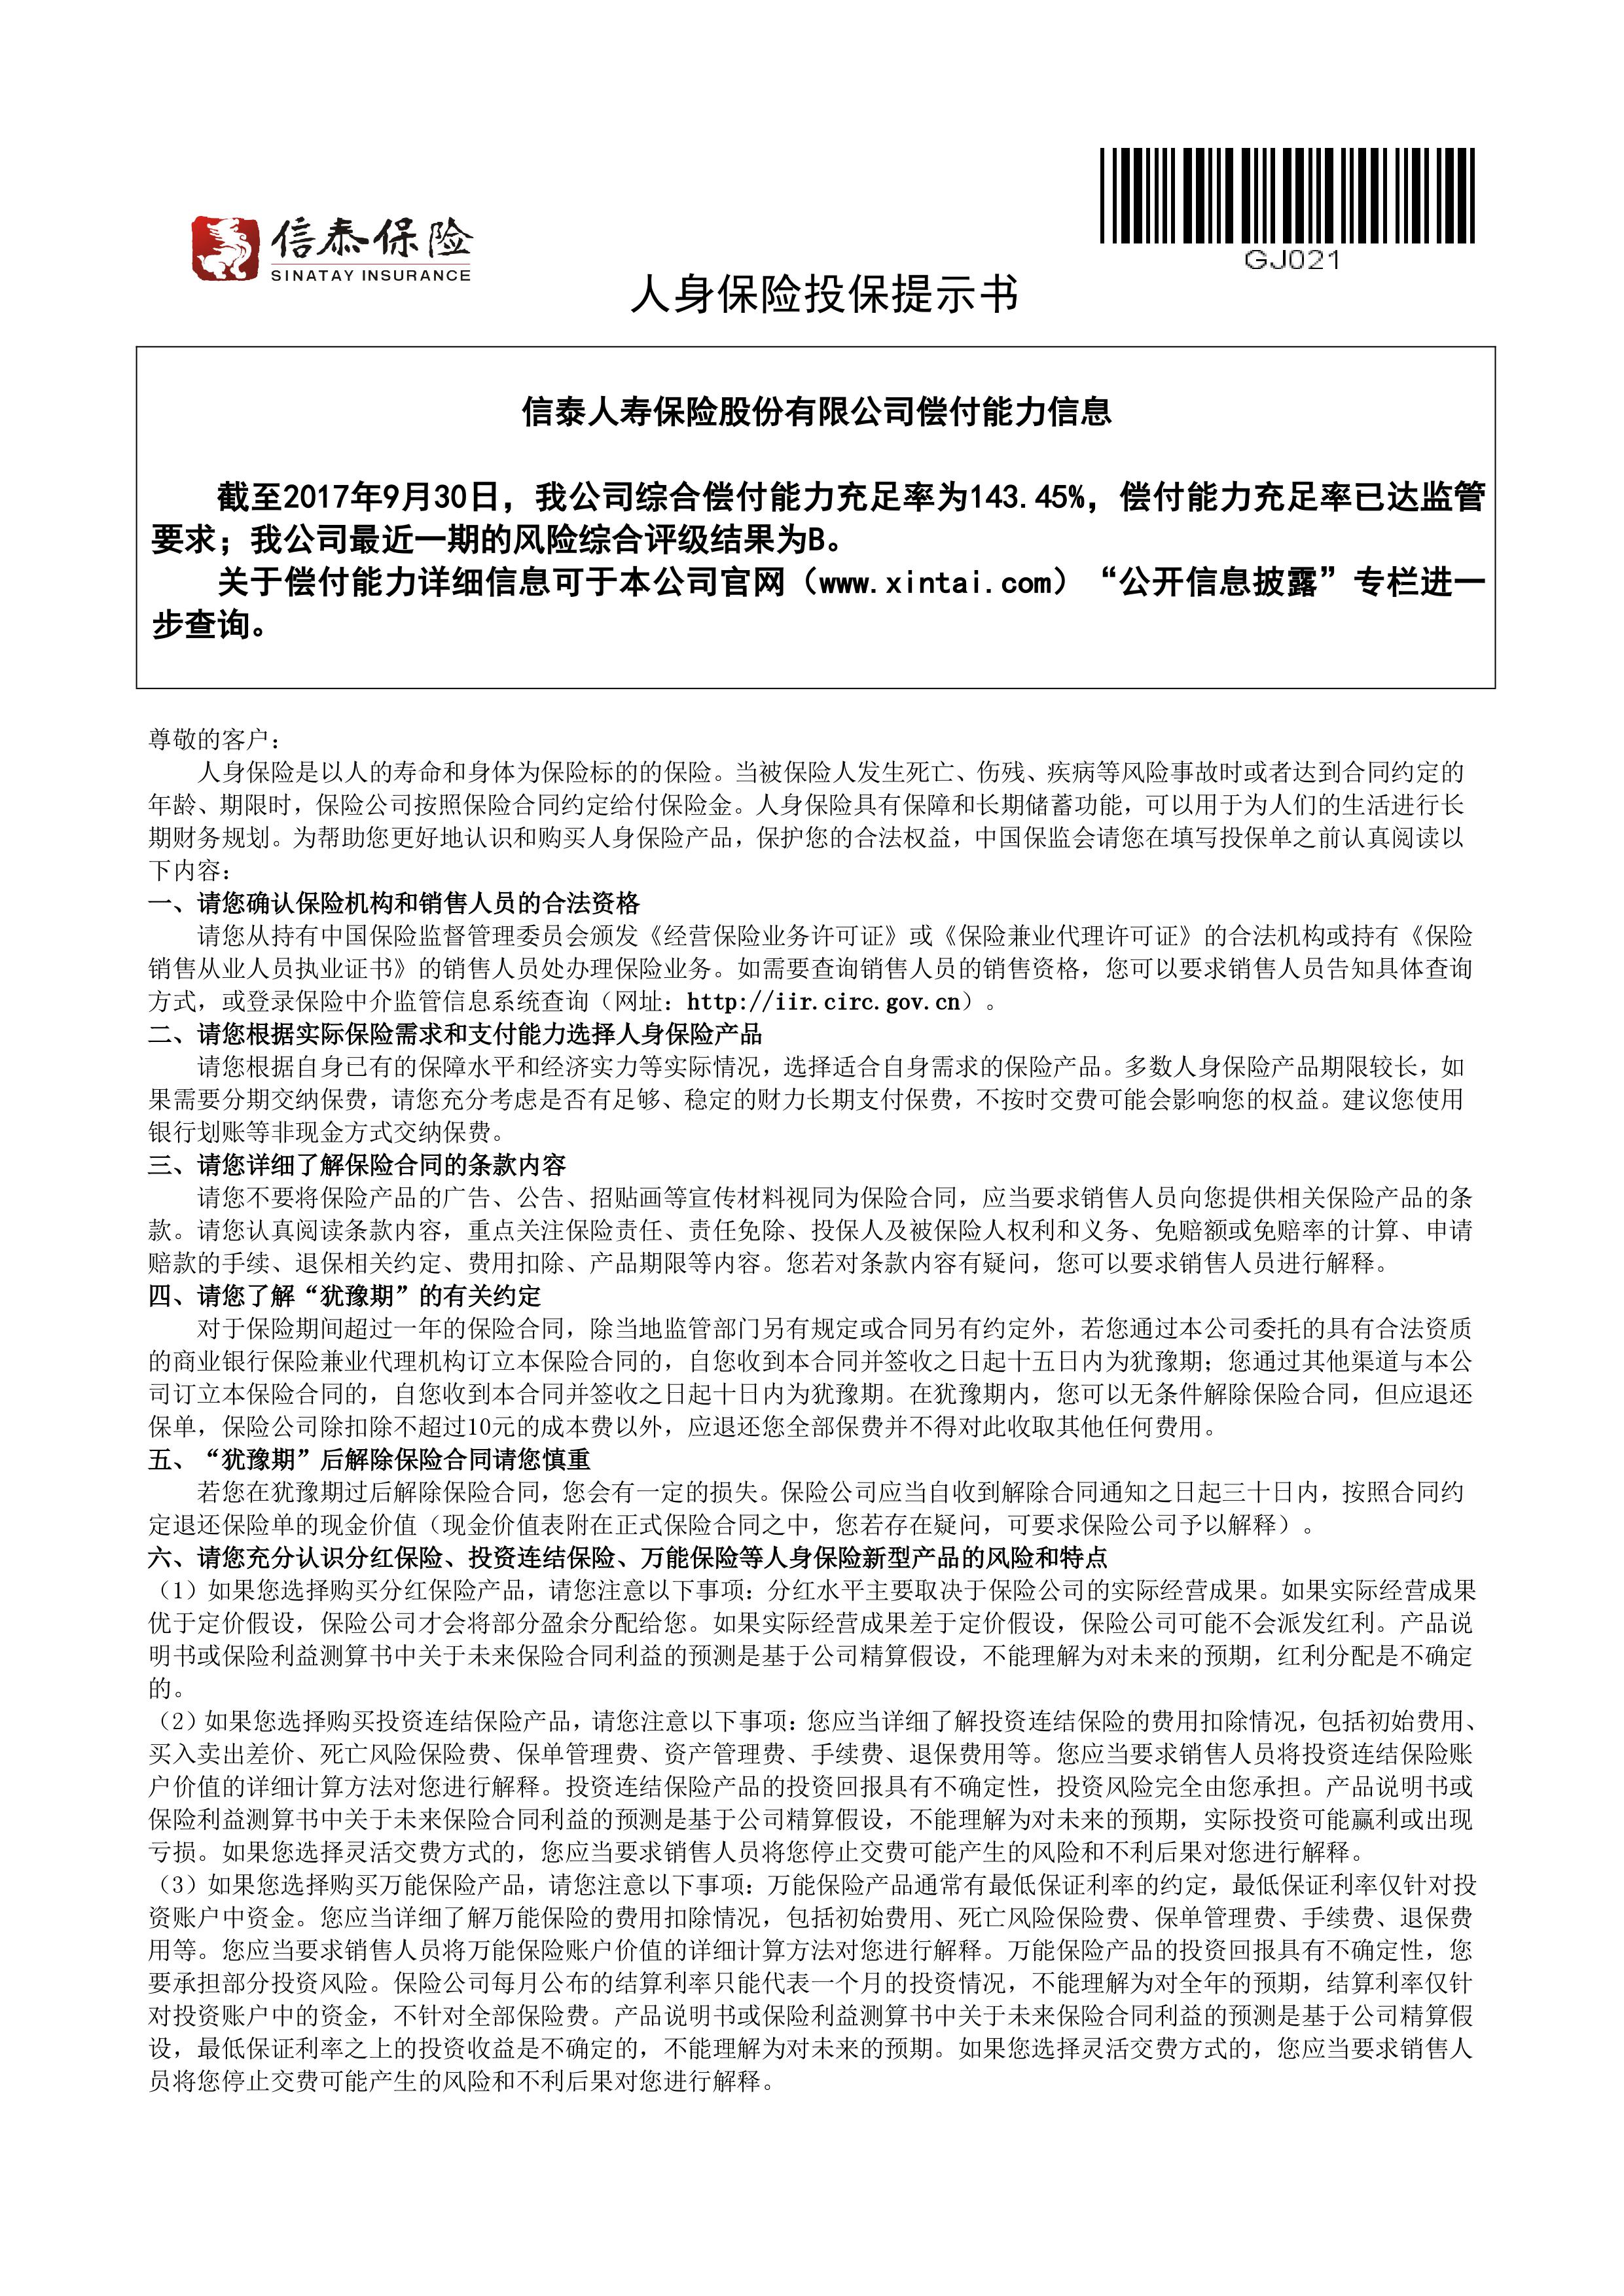 GJ021
信泰保险
SINATAY INSURANCE
人身保险投保提示书
信泰人寿保险股份有限公司偿付能力信息
截至2017年9月30日，我公司综合偿付能力充足率为143.45%，偿付能力充足率已达监管
要求；我公司最近一期的风险综合评级结果为B。
关于偿付能力详细信息可于本公司官网（www.xintai.com）“公开信息披露”专栏进一
步查询。
尊敬的客户：
人身保险是以人的寿命和身体为保险标的的保险。当被保险人发生死亡、伤残、疾病等风险事故时或者达到合同约定的
年龄、期限时，保险公司按照保险合同约定给付保险金。人身保险具有保障和长期储蓄功能，可以用于为人们的生活进行长
期财务规划。为帮助您更好地认识和购买人身保险产品，保护您的合法权益，中国保监会请您在填写投保单之前认真阅读以
下内容：
一、请您确认保险机构和销售人员的合法资格
请您从持有中国保险监督管理委员会颁发《经营保险业务许可证》或《保险兼业代理许可证》的合法机构或持有《保险
销售从业人员执业证书》的销售人员处办理保险业务。如需要查询销售人员的销售资格，您可以要求销售人员告知具体查询
方式，或登录保险中介监管信息系统查询（网址：http://iir.circ.gov.cn）。
二、请您根据实际保险需求和支付能力选择人身保险产品
请您根据自身已有的保障水平和经济实力等实际情况，选择适合自身需求的保险产品。多数人身保险产品期限较长，如
果需要分期交纳保费，请您充分考虑是否有足够、稳定的财力长期支付保费，不按时交费可能会影响您的权益。建议您使用
银行划账等非现金方式交纳保费。
三、请您详细了解保险合同的条款内容
请您不要将保险产品的广告、公告、招贴画等宣传材料视同为保险合同，应当要求销售人员向您提供相关保险产品的条
款。请您认真阅读条款内容，重点关注保险责任、责任免除、投保人及被保险人权利和义务、免赔额或免赔率的计算、申请
赔款的手续、退保相关约定、费用扣除、产品期限等内容。您若对条款内容有疑问，您可以要求销售人员进行解释。
四、请您了解“犹豫期”的有关约定
对于保险期间超过一年的保险合同，除当地监管部门另有规定或合同另有约定外，若您通过本公司委托的具有合法资质
的商业银行保险兼业代理机构订立本保险合同的，自您收到本合同并签收之日起十五日内为犹豫期；您通过其他渠道与本公
司订立本保险合同的，自您收到本合同并签收之日起十日内为犹豫期。在犹豫期内，您可以无条件解除保险合同，但应退还
保单，保险公司除扣除不超过10元的成本费以外，应退还您全部保费并不得对此收取其他任何费用。
五、“犹豫期”后解除保险合同请您慎重
若您在犹豫期过后解除保险合同，您会有一定的损失。保险公司应当自收到解除合同通知之日起三十日内，按照合同约
定退还保险单的现金价值（现金价值表附在正式保险合同之中，您若存在疑问，可要求保险公司予以解释）。
六、请您充分认识分红保险、投资连结保险、万能保险等人身保险新型产品的风险和特点
（1）如果您选择购买分红保险产品，请您注意以下事项：分红水平主要取决于保险公司的实际经营成果。如果实际经营成果
优于定价假设，保险公司才会将部分盈余分配给您。如果实际经营成果差于定价假设，保险公司可能不会派发红利。产品说
明书或保险利益测算书中关于未来保险合同利益的预测是基于公司精算假设，不能理解为对未来的预期，红利分配是不确定
的。
（2）如果您选择购买投资连结保险产品，请您注意以下事项：您应当详细了解投资连结保险的费用扣除情况，包括初始费用、
买入卖出差价、死亡风险保险费、保单管理费、资产管理费、手续费、退保费用等。您应当要求销售人员将投资连结保险账
户价值的详细计算方法对您进行解释。投资连结保险产品的投资回报具有不确定性，投资风险完全由您承担。产品说明书或
保险利益测算书中关于未来保险合同利益的预测是基于公司精算假设，不能理解为对未来的预期，实际投资可能赢利或出现
亏损。如果您选择灵活交费方式的，您应当要求销售人员将您停止交费可能产生的风险和不利后果对您进行解释。
（3）如果您选择购买万能保险产品，请您注意以下事项：万能保险产品通常有最低保证利率的约定，最低保证利率仅针对投
资账户中资金。您应当详细了解万能保险的费用扣除情况，包括初始费用、死亡风险保险费、保单管理费、手续费、退保费
用等。您应当要求销售人员将万能保险账户价值的详细计算方法对您进行解释。万能保险产品的投资回报具有不确定性，您
要承担部分投资风险。保险公司每月公布的结算利率只能代表一个月的投资情况，不能理解为对全年的预期，结算利率仅针
对投资账户中的资金，不针对全部保险费。产品说明书或保险利益测算书中关于未来保险合同利益的预测是基于公司精算假
设，最低保证利率之上的投资收益是不确定的，不能理解为对未来的预期。如果您选择灵活交费方式的，您应当要求销售人
员将您停止交费可能产生的风险和不利后果对您进行解释。